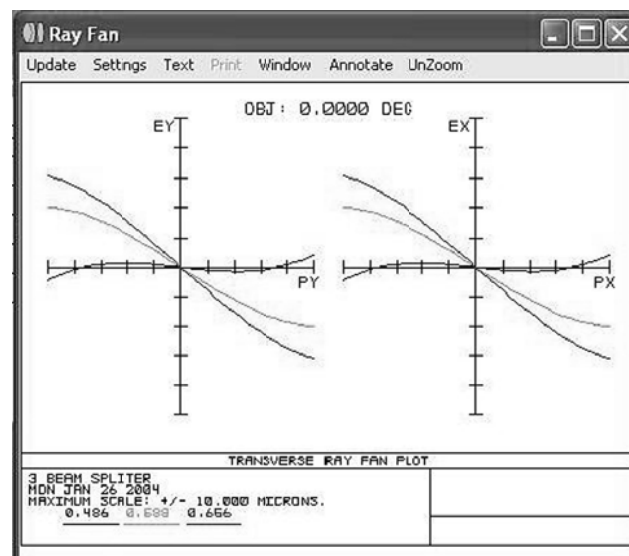 Ray Fan
Update Settngs Text Print Window Annotate UnZoom
OBJ: 0.0000 DEG
EY EX
PY PX
TRANSVERSE RAY FAN PLOT
3 BEAM SPLITER
MON JAN 26 2004
MAXIMUM SCALE: +/- 10.000 MICRONS.
0.486 0.588 0.656